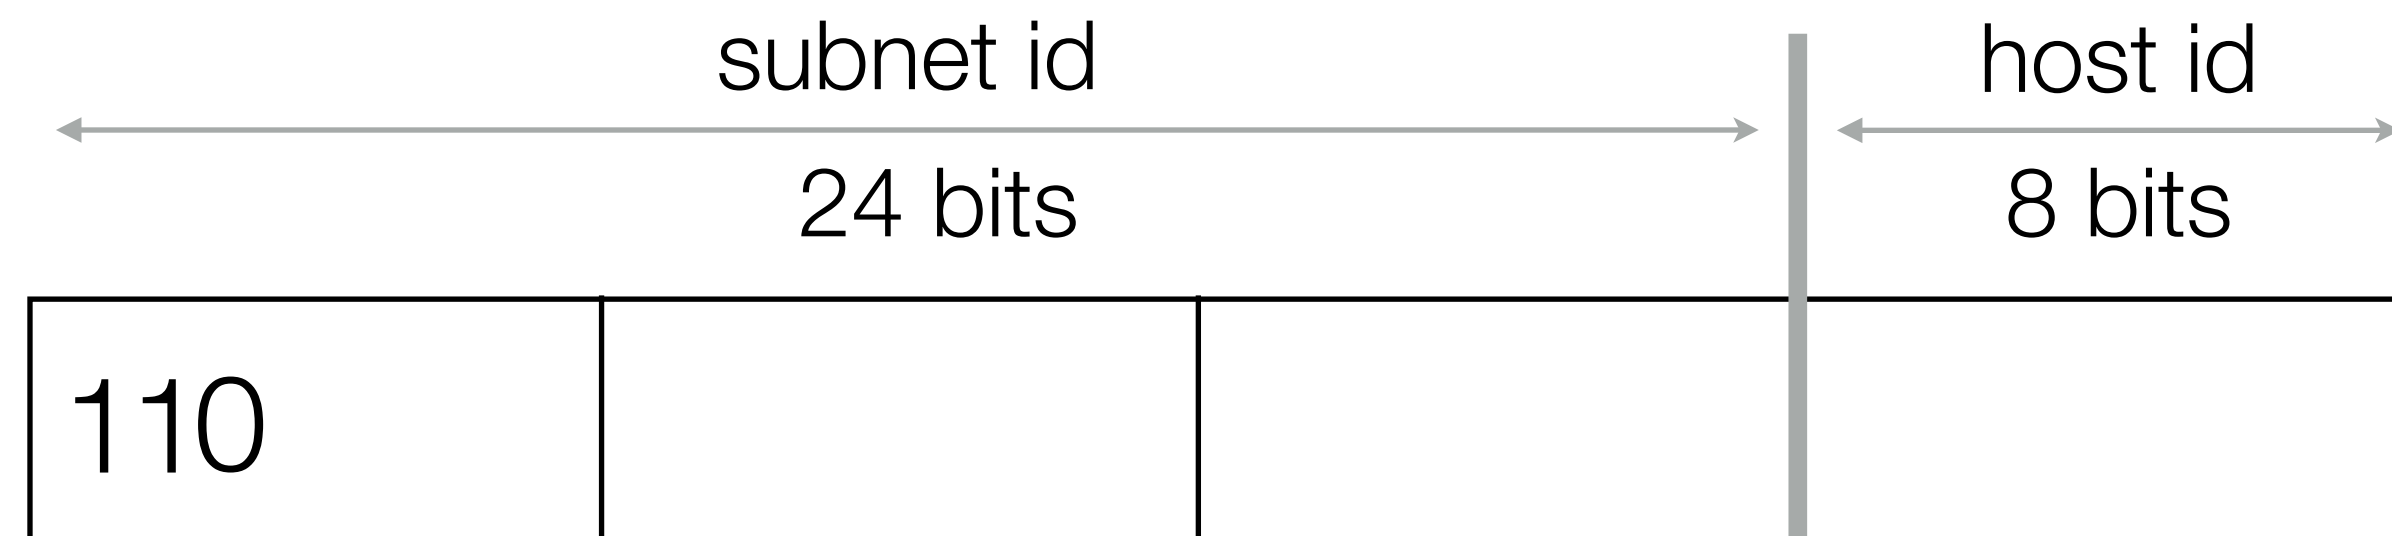 subnet id
host id
24 bits
8 bits
110